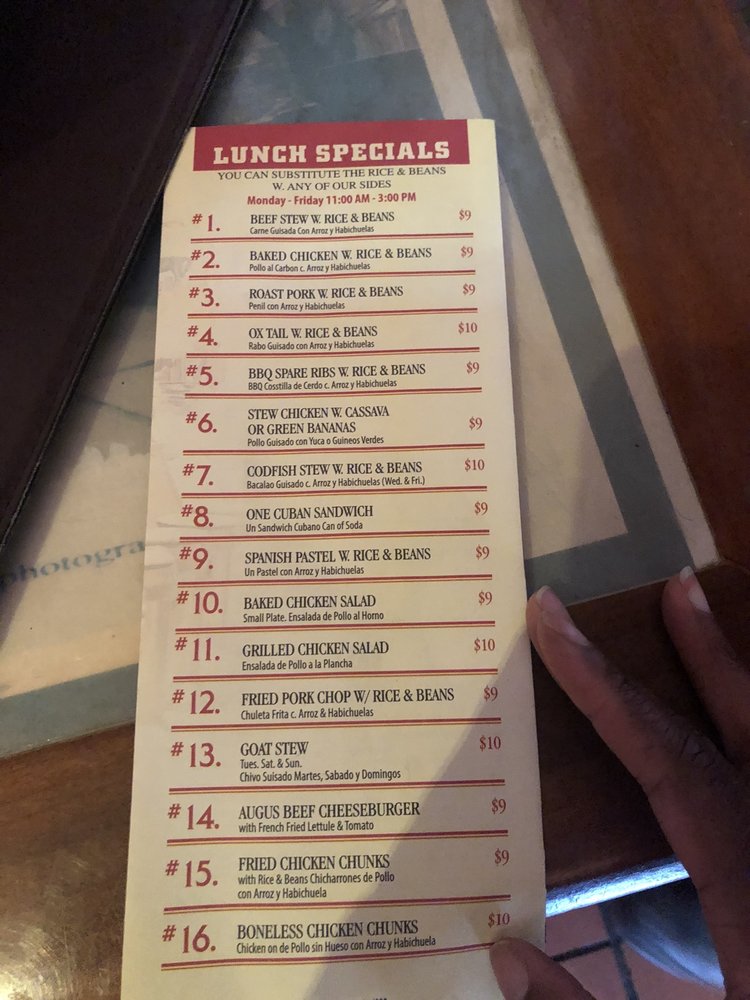 LUNCH SPECIALS
YOU CAN SUBSTITUTE THE RICE & BEANS
W. ANY OF OUR SIDES
Monday - Friday 11:00 AM - 3:00 PM
#1. BEEF STEW W. RICE & BEANS $9
Carne Guisada Con Arroz y Habichuelas
#2. BAKED CHICKEN W. RICE & BEANS $9
Pollo al Carbon c. Arroz y Habichuelas
#3. ROAST PORK W. RICE & BEANS $9
Penil con Arroz y Habichuelas
#4. OX TAIL W. RICE & BEANS $10
Rabo Guisado con Arroz y Habichuelas
#5. BBQ SPARE RIBS W. RICE & BEANS $9
BBQ Cosstilla de Cerdo c. Arroz y Habichuelas
#6. STEW CHICKEN W. CASSAVA
OR GREEN BANANAS $9
Pollo Guisado con Yuca o Guineos Verdes
#7. CODFISH STEW W. RICE & BEANS $10
Bacalao Guisado c. Arroz y Habichuelas (Wed. & Fri.)
#8. ONE CUBAN SANDWICH $9
Un Sandwich Cubano Can of Soda
#9. SPANISH PASTEL W. RICE & BEANS $9
Un Pastel con Arroz y Habichuelas
#10. BAKED CHICKEN SALAD $9
Small Plate. Ensalada de Pollo al Horno
#11. GRILLED CHICKEN SALAD $10
Ensalada de Pollo a la Plancha
#12. FRIED PORK CHOP W/ RICE & BEANS $9
Chuleta Frita c. Arroz & Habichuelas
#13. GOAT STEW $10
Tues. Sat. & Sun.
Chivo Suisado Martes, Sabado y Domingos
#14. AUGUS BEEF CHEESEBURGER $9
with French Fried Lettule & Tomato
#15. FRIED CHICKEN CHUNKS $9
with Rice & Beans Chicharrones de Pollo
con Arroz y Habichuela
#16. BONELESS CHICKEN CHUNKS $10
Chicken on de Pollo sin Hueso con Arroz y Habichuela
photogra